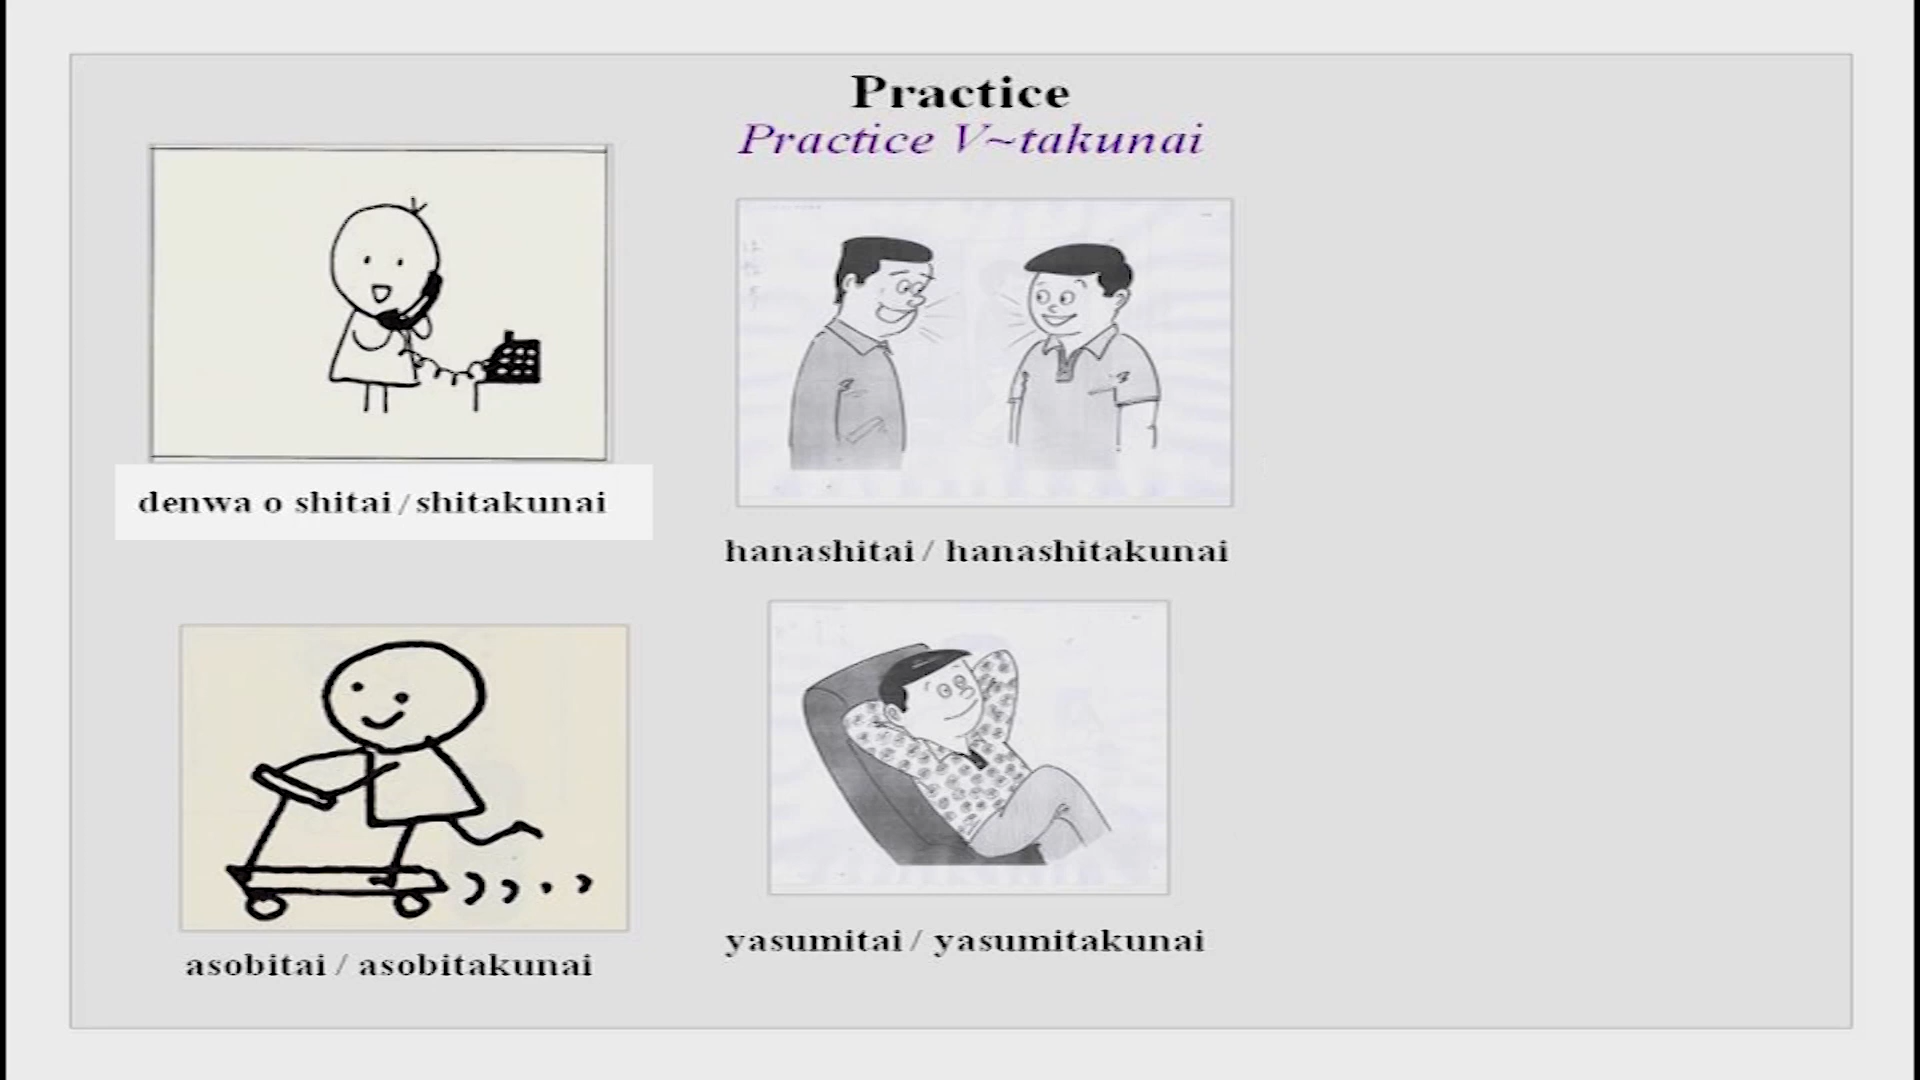 Practice
Practice V~takunai
denwa o shitai / shitakunai
hanashitai / hanashitakunai
asobitai / asobitakunai
yasumitai / yasumitakunai